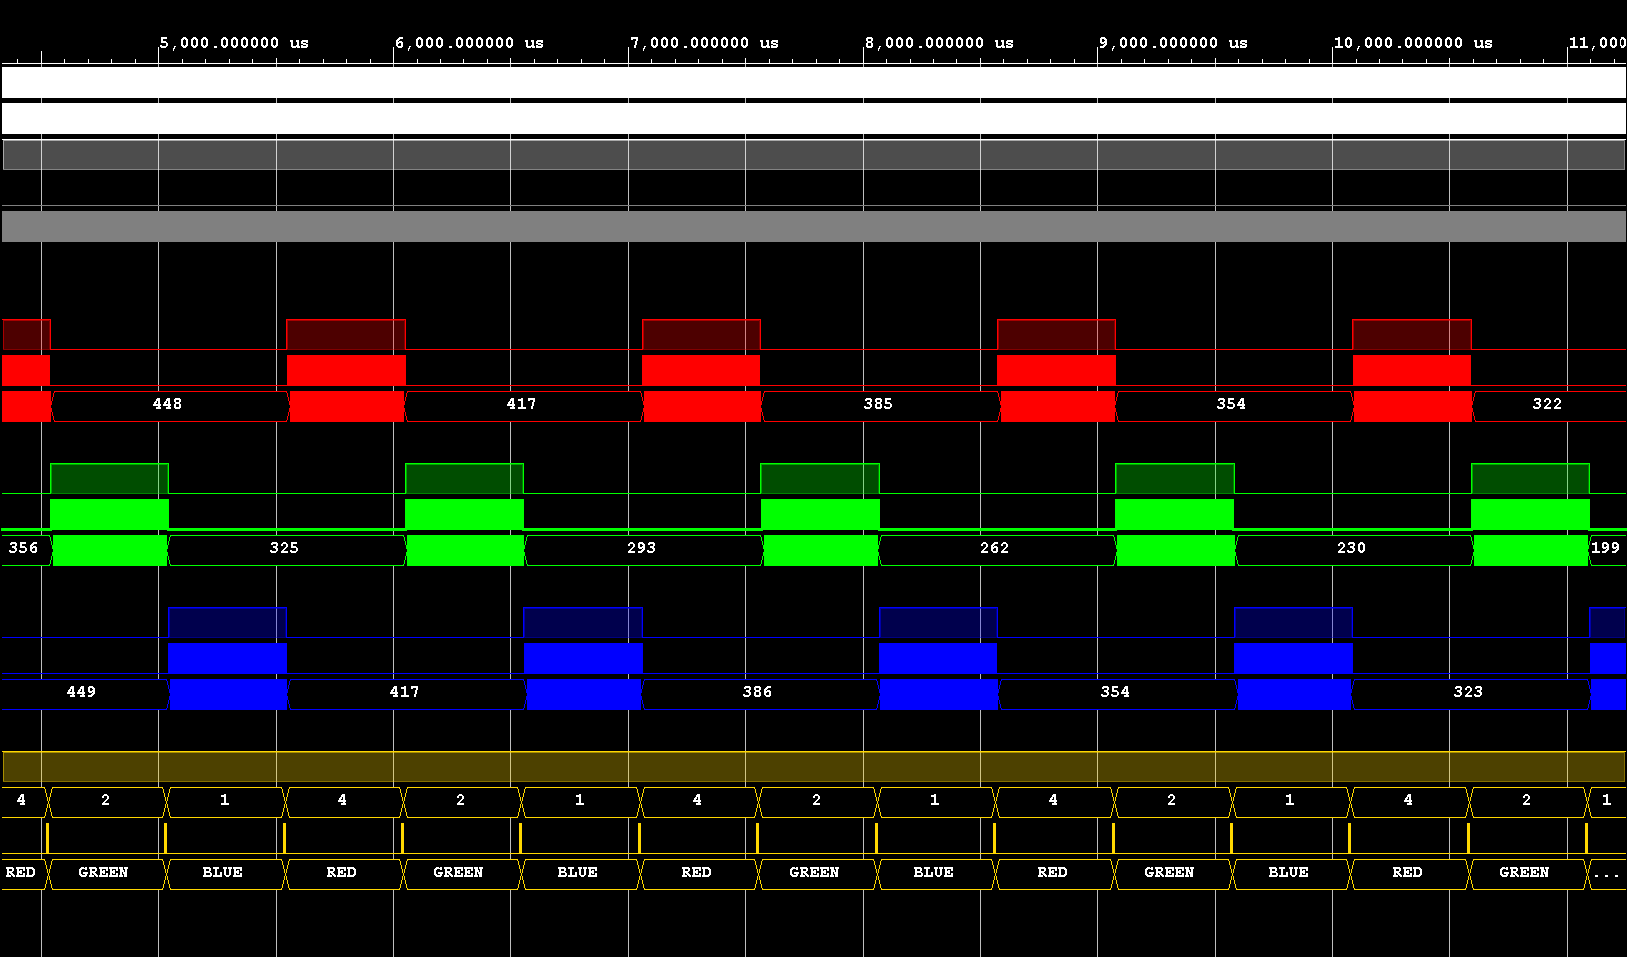 5,000.000000 us 6,000.000000 us 7,000.000000 us 8,000.000000 us 9,000.000000 us 10,000.000000 us 11,000
448 417 385 354 322
356 325 293 262 230 199
449 417 386 354 323
4 2 1 4 2 1 4 2 1 4 2 1 4 2 1
RED GREEN BLUE RED GREEN BLUE RED GREEN BLUE RED GREEN BLUE RED GREEN ...